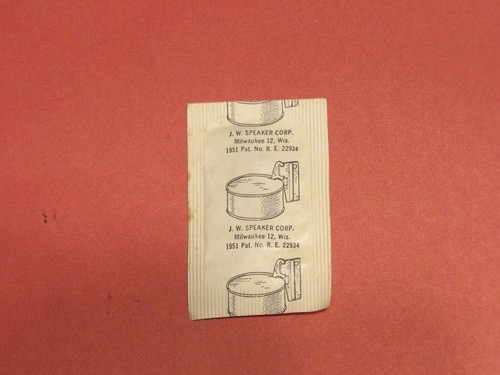 J. W. SPEAKER CORP.
Milwaukee 12, Wis.
1951 Pat. No. R. E. 22934
J. W. SPEAKER CORP.
Milwaukee 12, Wis.
1951 Pat. No. R. E. 22934